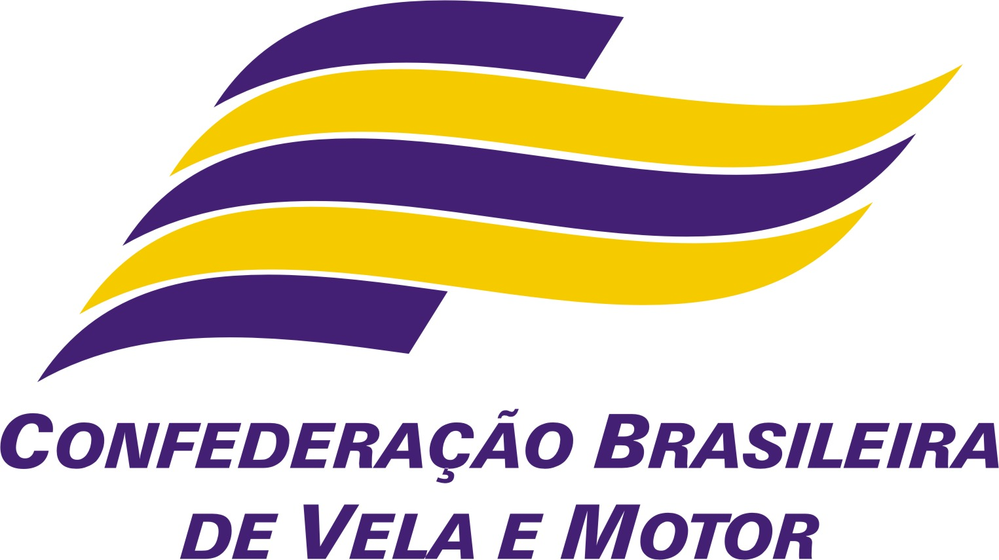 CONFEDERAÇÃO BRASILEIRA
DE VELA E MOTOR